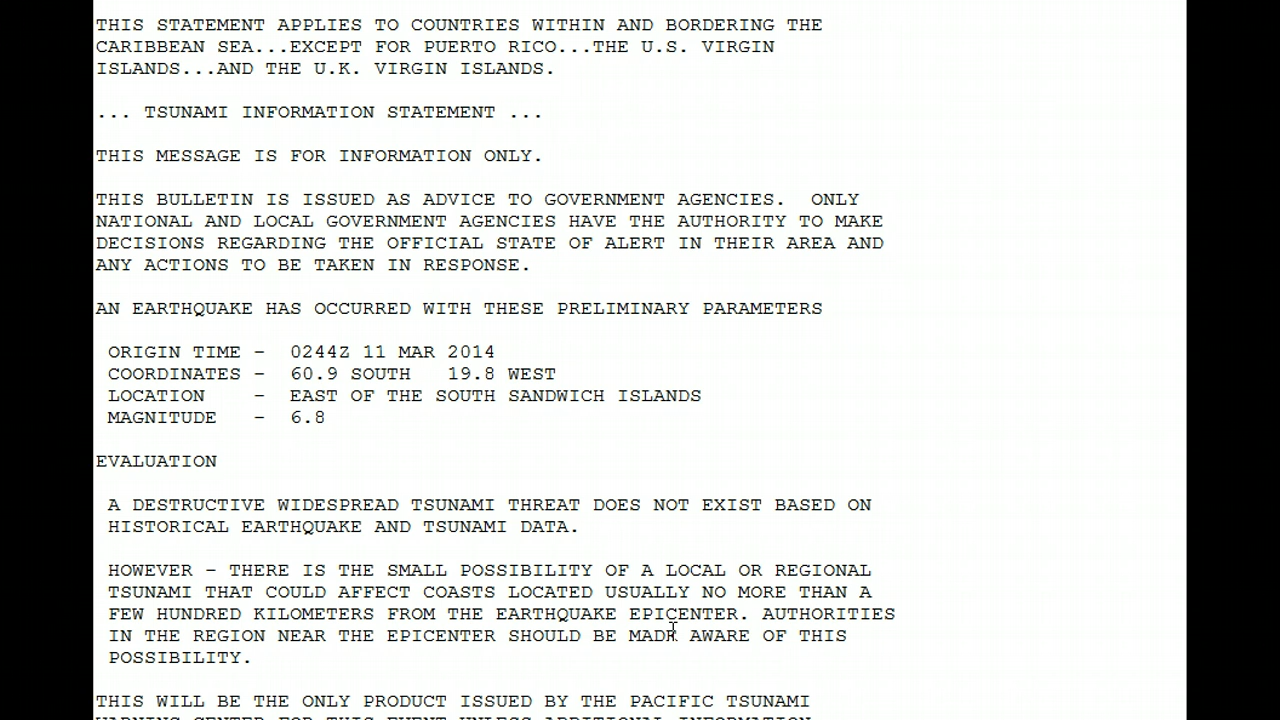 THIS STATEMENT APPLIES TO COUNTRIES WITHIN AND BORDERING THE
CARIBBEAN SEA...EXCEPT FOR PUERTO RICO...THE U.S. VIRGIN
ISLANDS...AND THE U.K. VIRGIN ISLANDS.
... TSUNAMI INFORMATION STATEMENT ...
THIS MESSAGE IS FOR INFORMATION ONLY.
THIS BULLETIN IS ISSUED AS ADVICE TO GOVERNMENT AGENCIES.  ONLY
NATIONAL AND LOCAL GOVERNMENT AGENCIES HAVE THE AUTHORITY TO MAKE
DECISIONS REGARDING THE OFFICIAL STATE OF ALERT IN THEIR AREA AND
ANY ACTIONS TO BE TAKEN IN RESPONSE.
AN EARTHQUAKE HAS OCCURRED WITH THESE PRELIMINARY PARAMETERS
ORIGIN TIME -  0244Z 11 MAR 2014
COORDINATES -  60.9 SOUTH   19.8 WEST
LOCATION    -  EAST OF THE SOUTH SANDWICH ISLANDS
MAGNITUDE   -  6.8
EVALUATION
A DESTRUCTIVE WIDESPREAD TSUNAMI THREAT DOES NOT EXIST BASED ON
HISTORICAL EARTHQUAKE AND TSUNAMI DATA.
HOWEVER - THERE IS THE SMALL POSSIBILITY OF A LOCAL OR REGIONAL
TSUNAMI THAT COULD AFFECT COASTS LOCATED USUALLY NO MORE THAN A
FEW HUNDRED KILOMETERS FROM THE EARTHQUAKE EPICENTER. AUTHORITIES
IN THE REGION NEAR THE EPICENTER SHOULD BE MADE AWARE OF THIS
POSSIBILITY.
THIS WILL BE THE ONLY PRODUCT ISSUED BY THE PACIFIC TSUNAMI
WARNING CENTER FOR THIS EVENT UNLESS ADDITIONAL INFORMATION